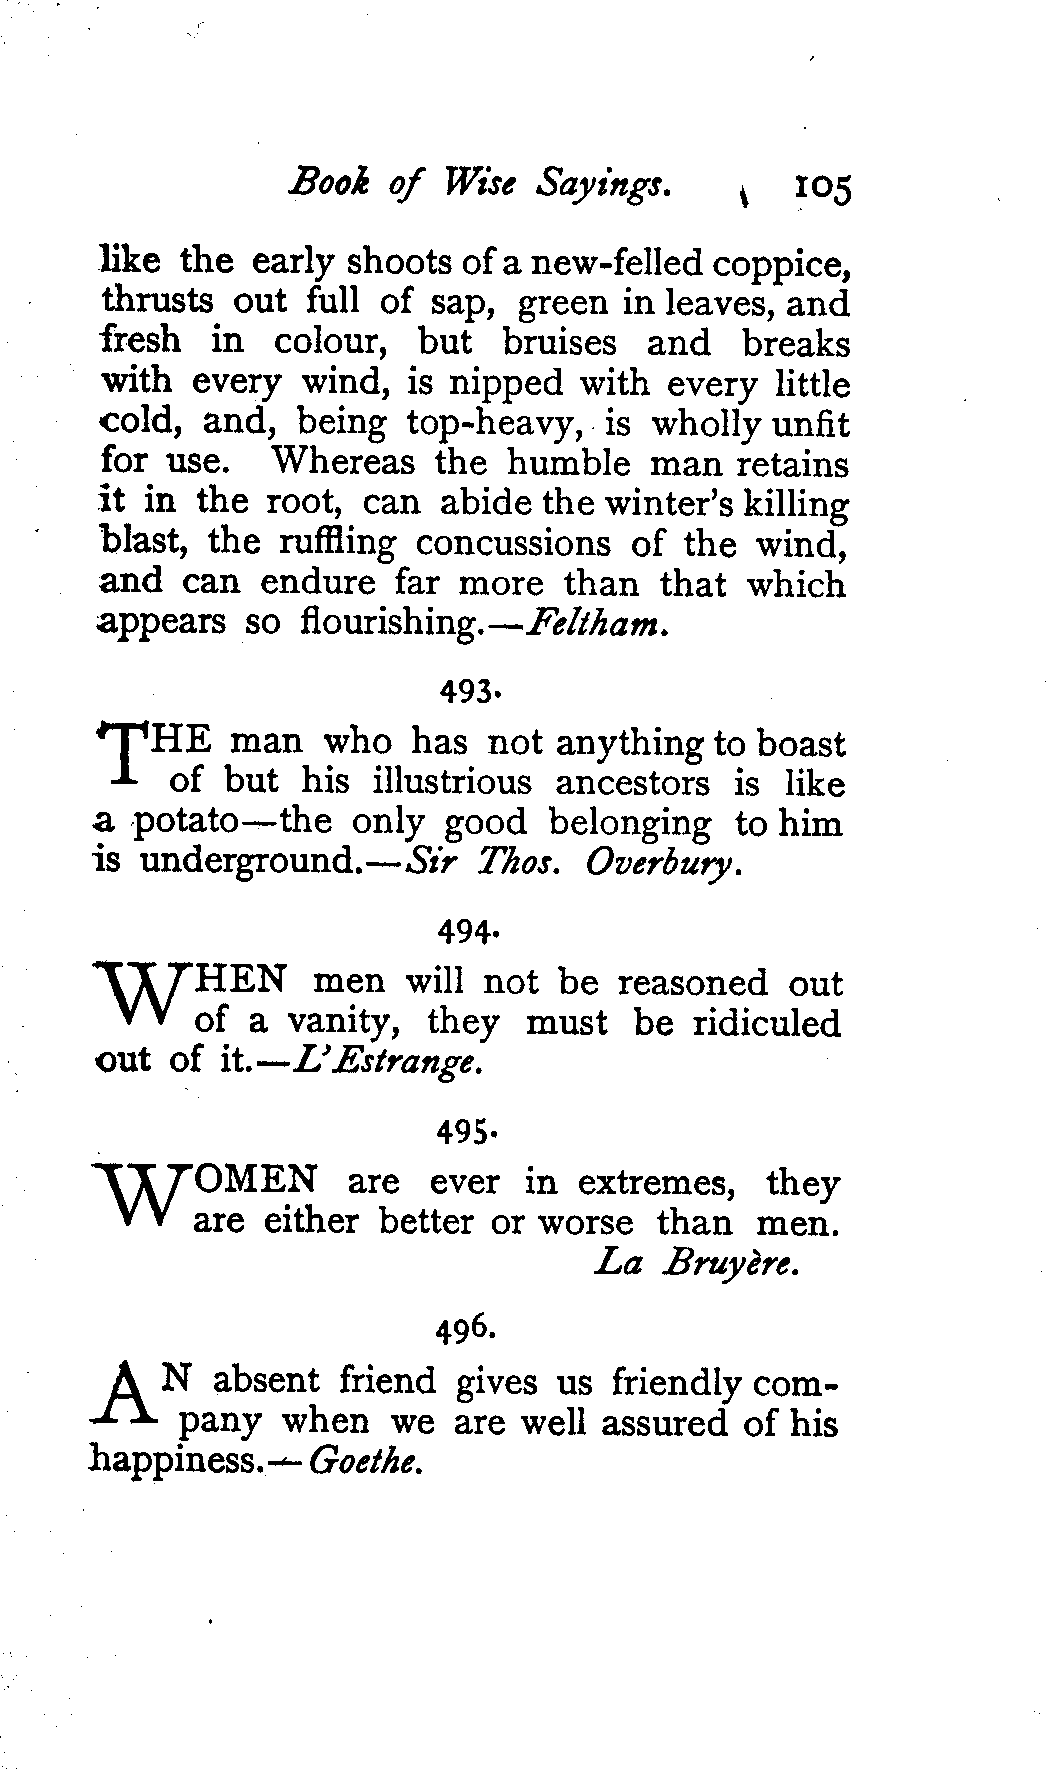 Book of Wise Sayings. 105
like the early shoots of a new-felled coppice,
thrusts out full of sap, green in leaves, and
fresh in colour, but bruises and breaks
with every wind, is nipped with every little
cold, and, being top-heavy, is wholly unfit
for use. Whereas the humble man retains
it in the root, can abide the winter's killing
blast, the ruffling concussions of the wind,
and can endure far more than that which
appears so flourishing.—Feltham.
493.
THE man who has not anything to boast
of but his illustrious ancestors is like
a potato—the only good belonging to him
is underground.—Sir Thos. Overbury.
494.
WHEN men will not be reasoned out
of a vanity, they must be ridiculed
out of it.—L'Estrange.
495.
WOMEN are ever in extremes, they
are either better or worse than men.
La Bruyère.
496.
AN absent friend gives us friendly com-
pany when we are well assured of his
happiness.—Goethe.